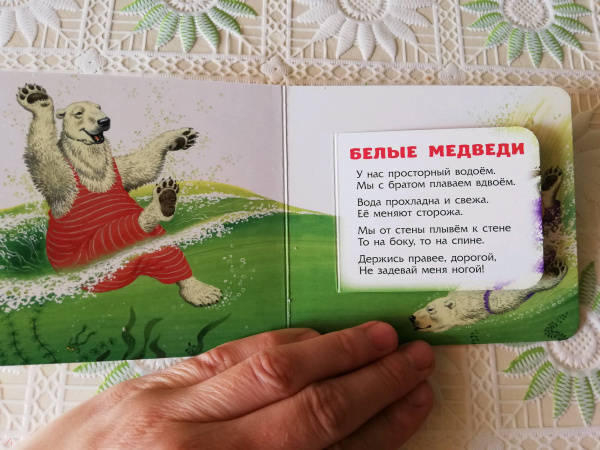 БЕЛЫЕ МЕДВЕДИ
У нас просторный водоём.
Мы с братом плаваем вдвоём.
Вода прохладна и свежа.
Её меняют сторожа.
Мы от стены плывём к стене
То на боку, то на спине.
Держись правее, дорогой,
Не задевай меня ногой!